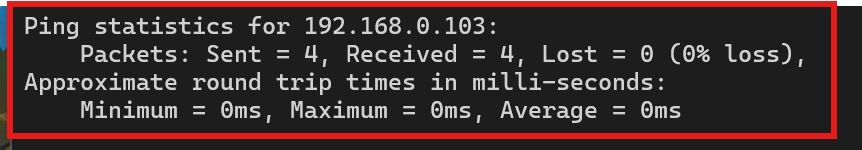 Ping statistics for 192.168.0.103:
    Packets: Sent = 4, Received = 4, Lost = 0 (0% loss),
Approximate round trip times in milli-seconds:
    Minimum = 0ms, Maximum = 0ms, Average = 0ms